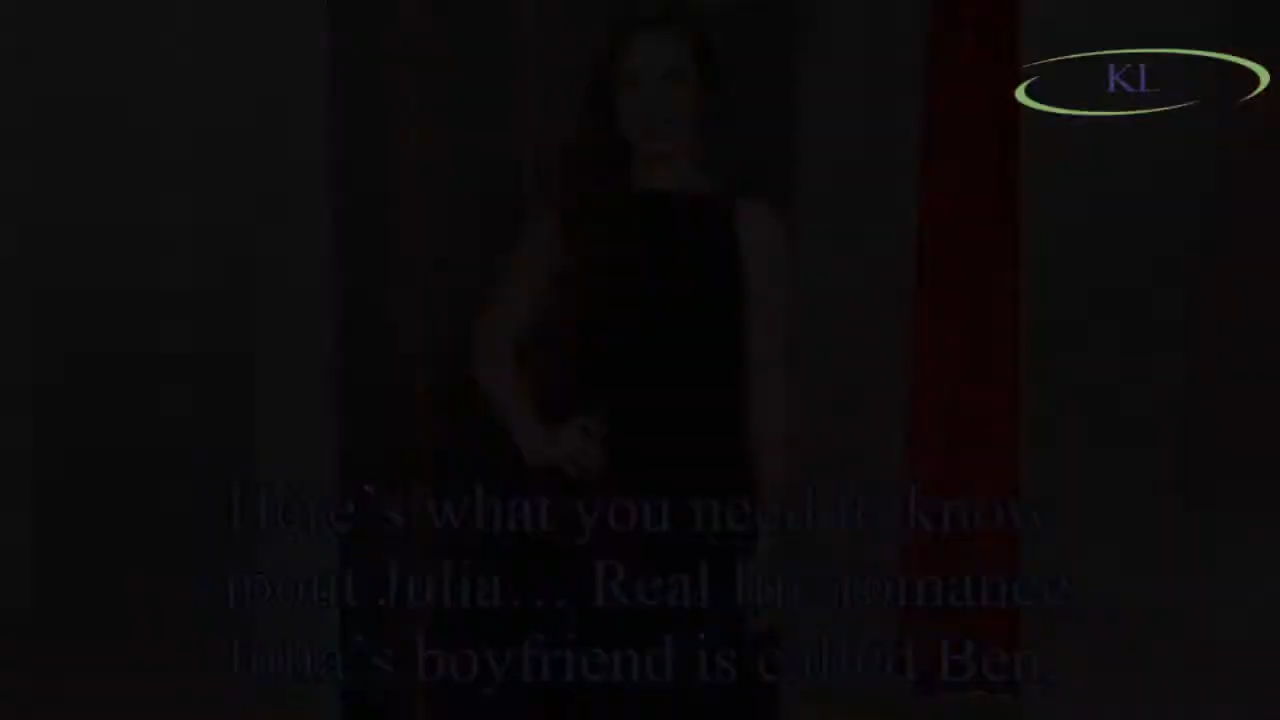 KL
Here's what you need to know
about Julia… Real life romance
Julia's boyfriend is called Ben,